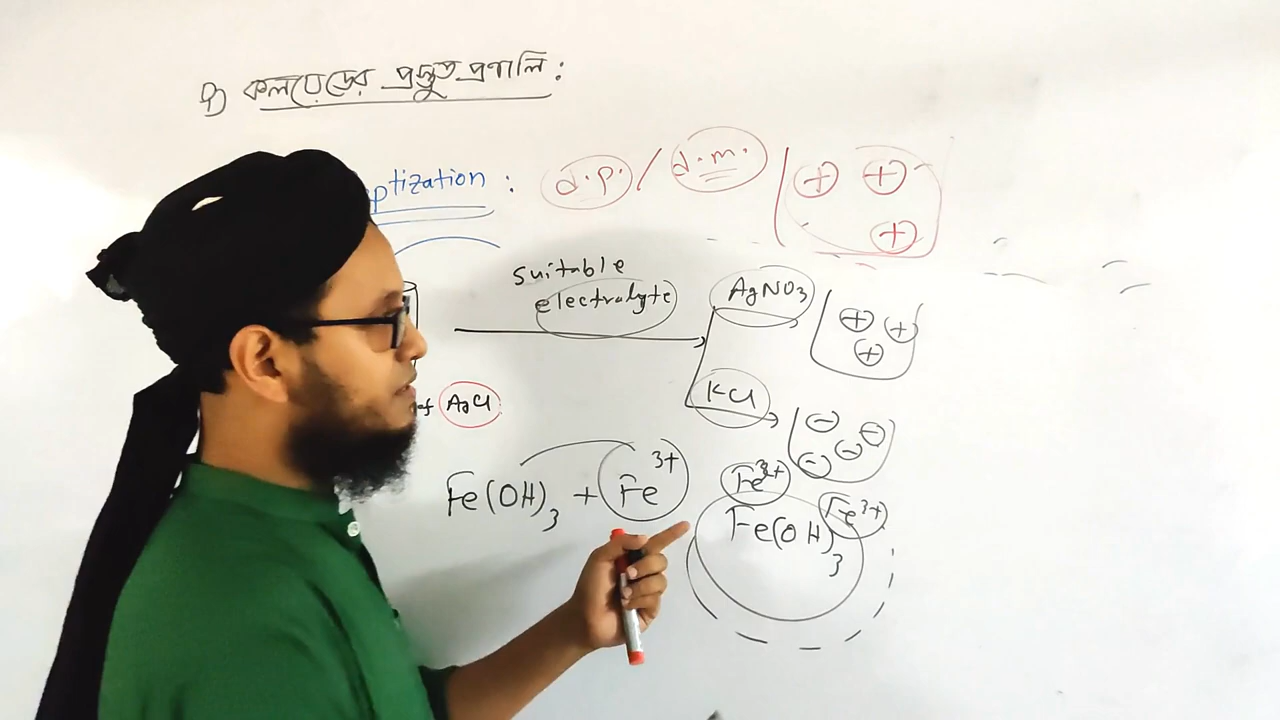 কলয়েডের প্রস্তুত প্রণালি :
ptization : d.p. / d.m. + + +
suitable
electrolyte
AgNO3 + + +
KCl - - - -
of AgCl
Fe(OH)3 + Fe3+
Fe3+ Fe3+
Fe(OH)3